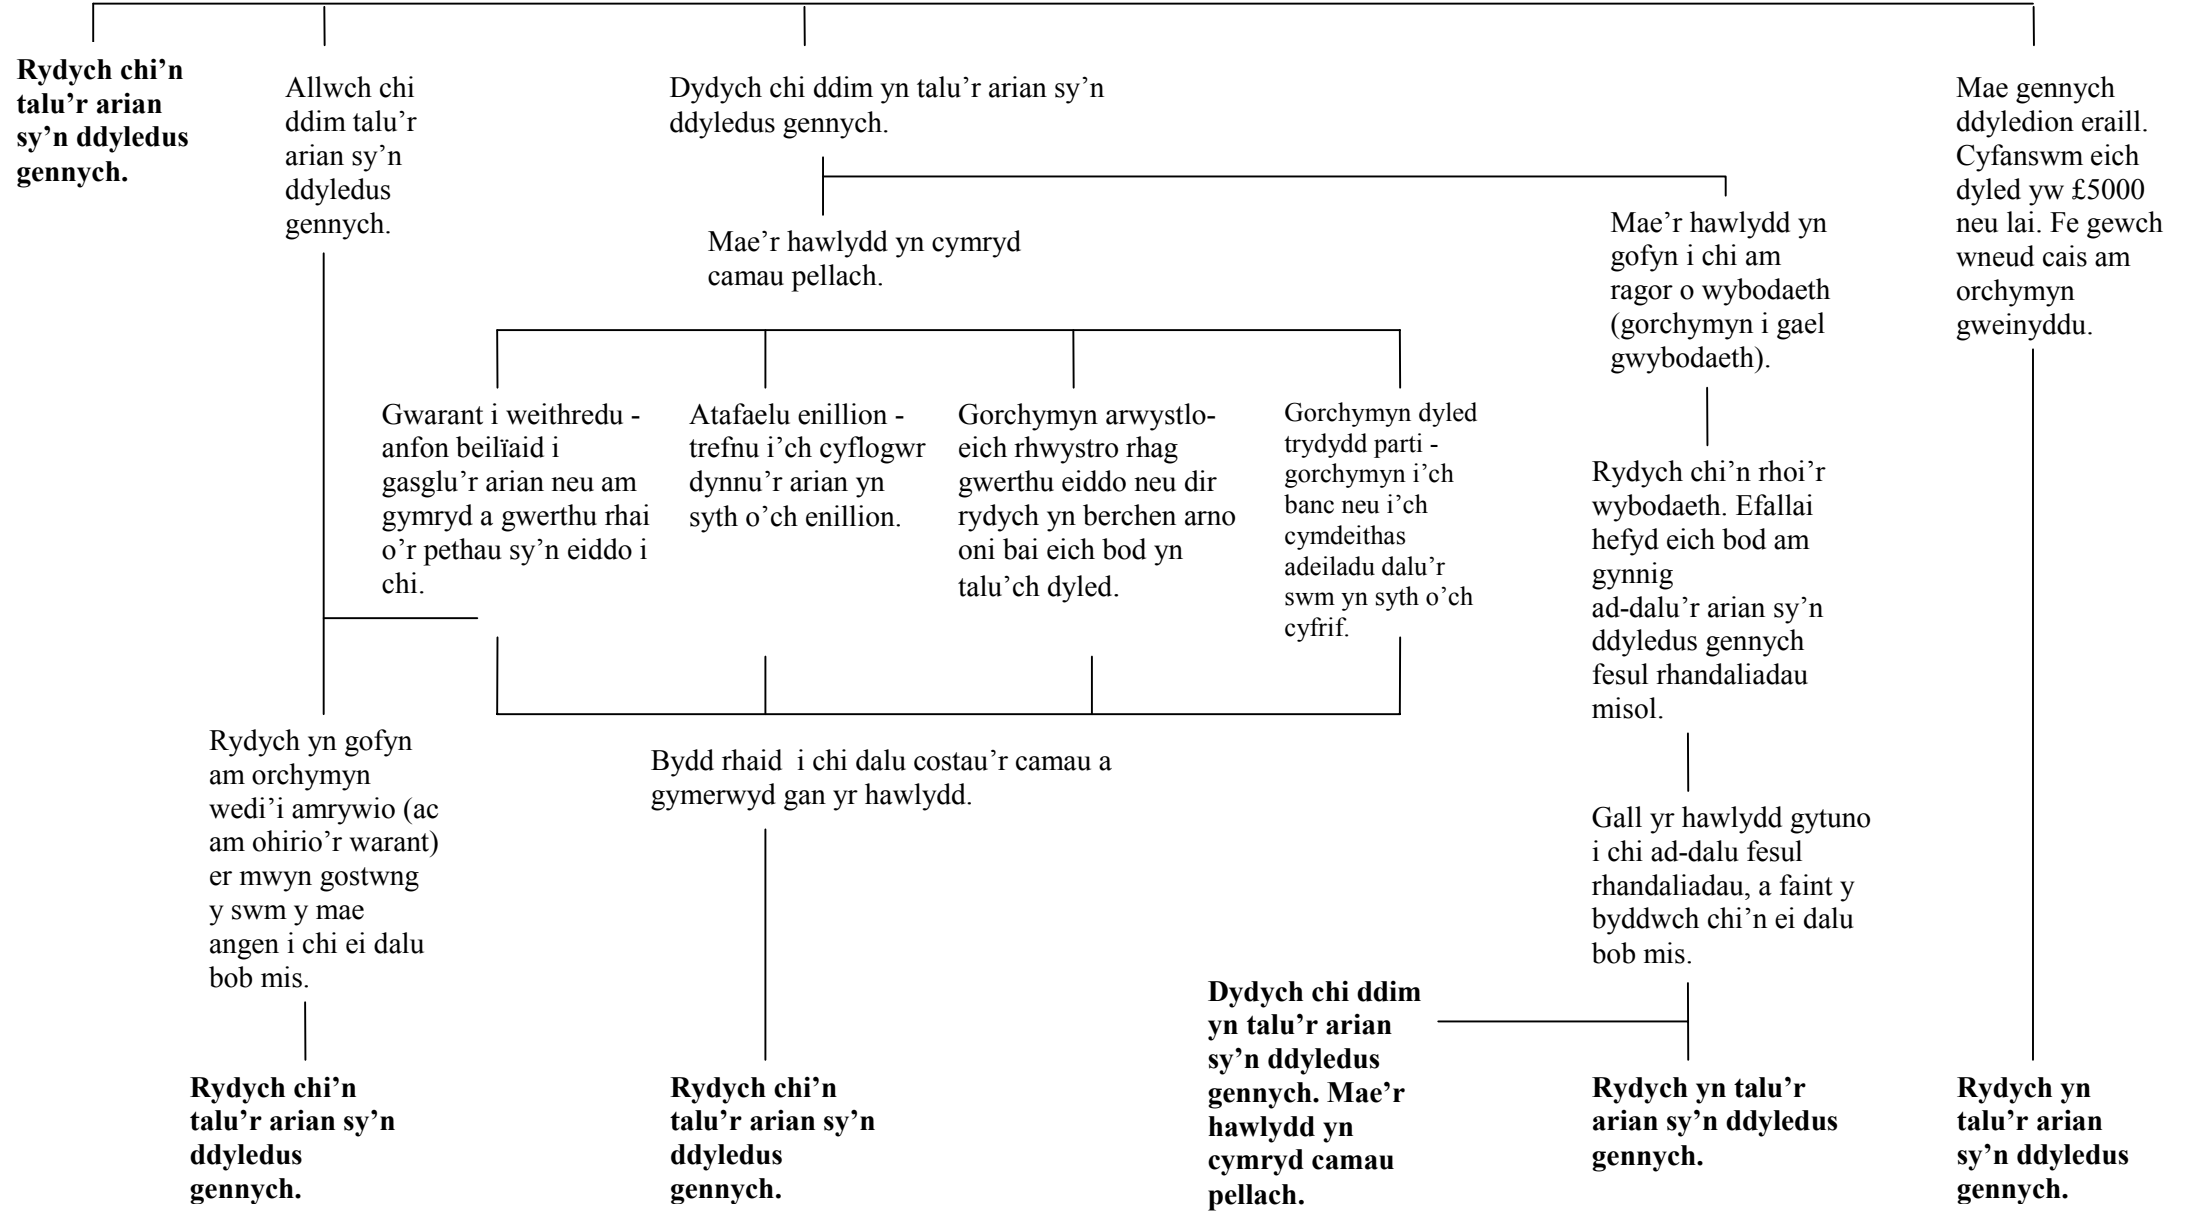 Rydych chi’n
talu’r arian
sy’n ddyledus
gennych.
Allwch chi
ddim talu’r
arian sy’n
ddyledus
gennych.
Dydych chi ddim yn talu’r arian sy’n
ddyledus gennych.
Mae gennych
ddyledion eraill.
Cyfanswm eich
dyled yw £5000
neu lai. Fe gewch
wneud cais am
orchymyn
gweinyddu.
Mae’r hawlydd yn cymryd
camau pellach.
Mae’r hawlydd yn
gofyn i chi am
ragor o wybodaeth
(gorchymyn i gael
gwybodaeth).
Gwarant i weithredu -
anfon beilïaid i
gasglu’r arian neu am
gymryd a gwerthu rhai
o’r pethau sy’n eiddo i
chi.
Atafaelu enillion -
trefnu i’ch cyflogwr
dynnu’r arian yn
syth o’ch enillion.
Gorchymyn arwystlo-
eich rhwystro rhag
gwerthu eiddo neu dir
rydych yn berchen arno
oni bai eich bod yn
talu’ch dyled.
Gorchymyn dyled
trydydd parti -
gorchymyn i’ch
banc neu i’ch
cymdeithas
adeiladu dalu’r
swm yn syth o’ch
cyfrif.
Rydych chi’n rhoi’r
wybodaeth. Efallai
hefyd eich bod am
gynnig
ad-dalu’r arian sy’n
ddyledus gennych
fesul rhandaliadau
misol.
Rydych yn gofyn
am orchymyn
wedi’i amrywio (ac
am ohirio’r warant)
er mwyn gostwng
y swm y mae
angen i chi ei dalu
bob mis.
Bydd rhaid i chi dalu costau’r camau a
gymerwyd gan yr hawlydd.
Gall yr hawlydd gytuno
i chi ad-dalu fesul
rhandaliadau, a faint y
byddwch chi’n ei dalu
bob mis.
Rydych chi’n
talu’r arian sy’n
ddyledus
gennych.
Rydych chi’n
talu’r arian sy’n
ddyledus
gennych.
Dydych chi ddim
yn talu’r arian
sy’n ddyledus
gennych. Mae’r
hawlydd yn
cymryd camau
pellach.
Rydych yn talu’r
arian sy’n ddyledus
gennych.
Rydych yn
talu’r arian
sy’n ddyledus
gennych.